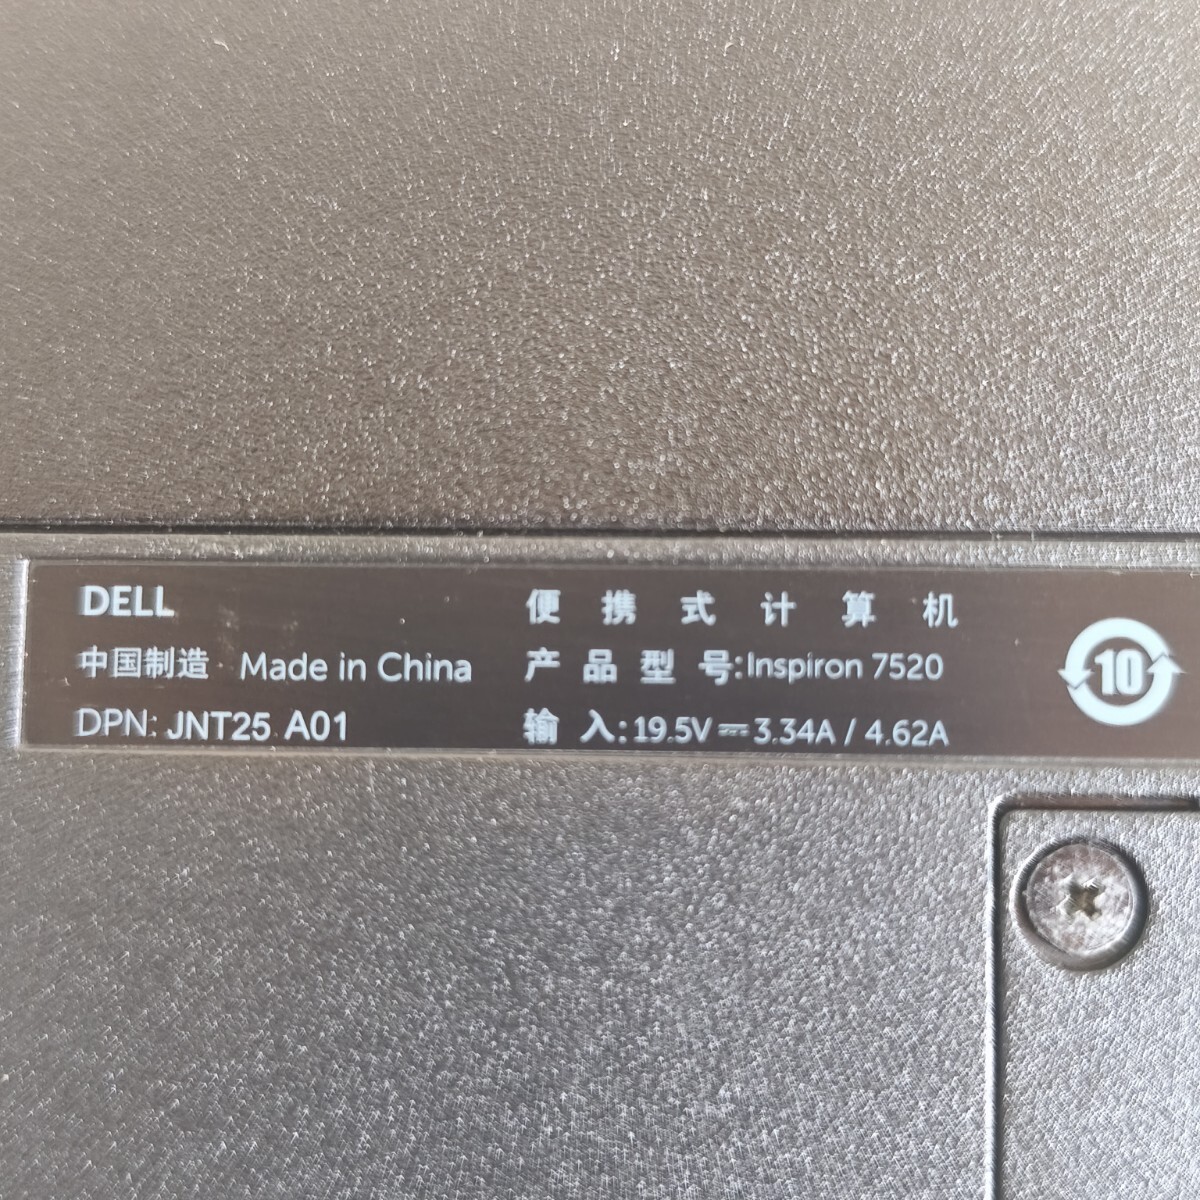 DELL
中国制造 Made in China
DPN: JNT25 A01
便携式计算机
产品型号:Inspiron 7520
输入:19.5V⎓3.34A / 4.62A
10